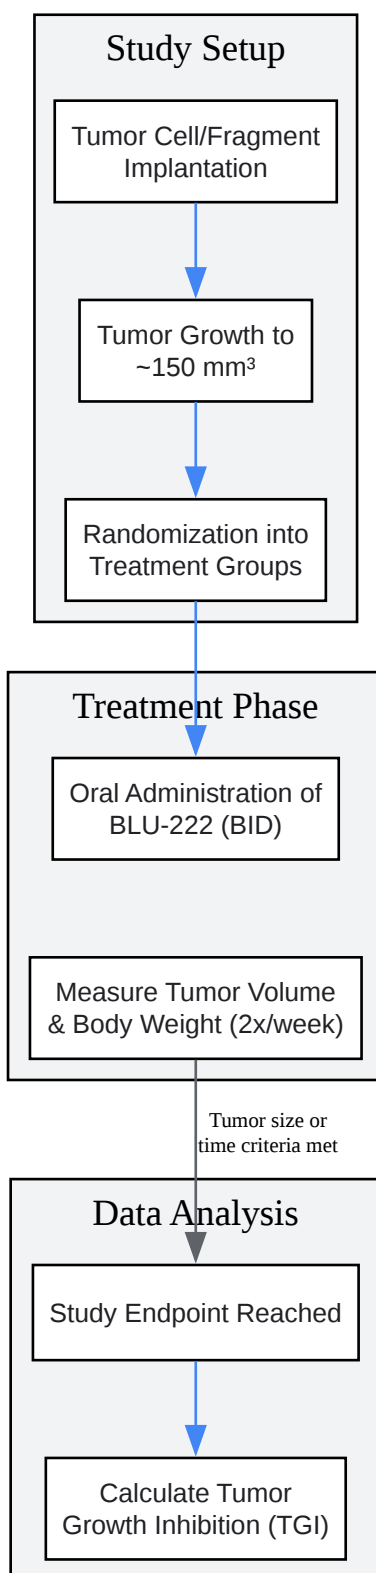 Study Setup
Tumor Cell/Fragment
Implantation
Tumor Growth to
~150 mm³
Randomization into
Treatment Groups
Treatment Phase
Oral Administration of
BLU-222 (BID)
Measure Tumor Volume
& Body Weight (2x/week)
Tumor size or
time criteria met
Data Analysis
Study Endpoint Reached
Calculate Tumor
Growth Inhibition (TGI)